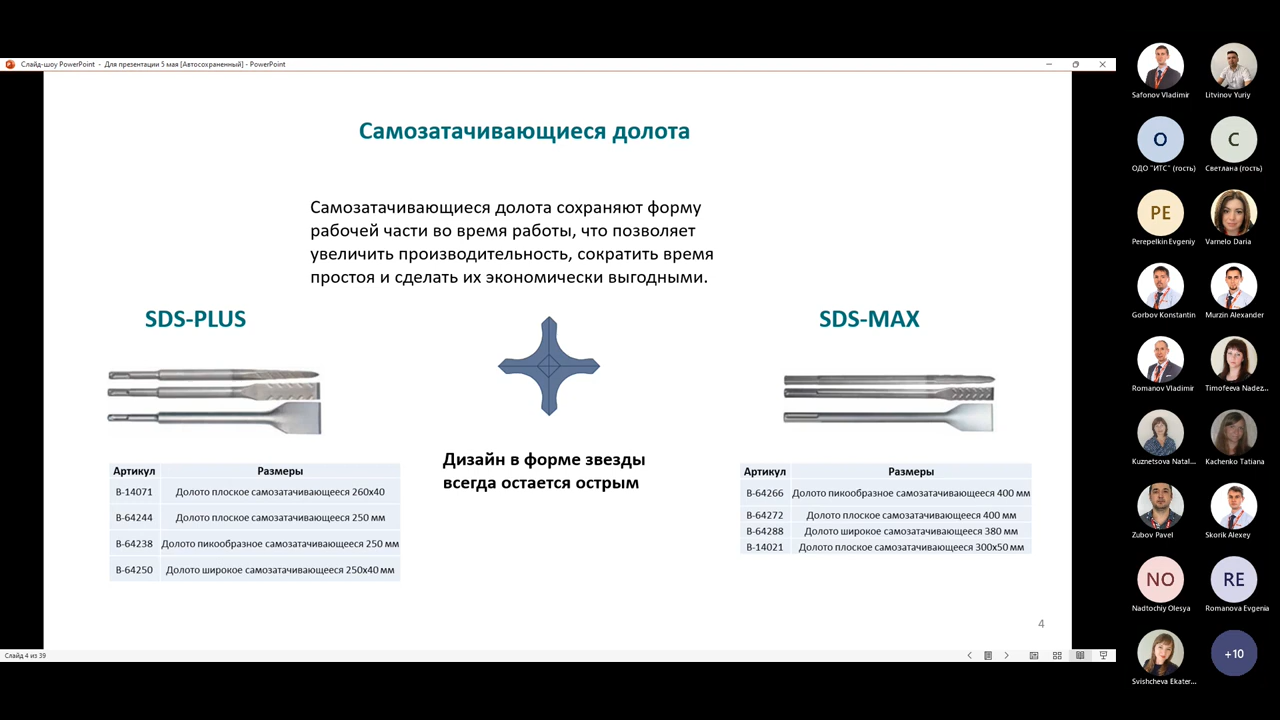 Слайд-шоу PowerPoint - Для презентации 5 мая [Автосохраненный] - PowerPoint
Самозатачивающиеся долота
Самозатачивающиеся долота сохраняют форму
рабочей части во время работы, что позволяет
увеличить производительность, сократить время
простоя и сделать их экономически выгодными.
SDS-PLUS
SDS-MAX
Дизайн в форме звезды
всегда остается острым
Артикул Размеры
B-14071 Долото плоское самозатачивающееся 260x40
B-64244 Долото плоское самозатачивающееся 250 мм
B-64238 Долото пикообразное самозатачивающееся 250 мм
B-64250 Долото широкое самозатачивающееся 250x40 мм
Артикул Размеры
B-64266 Долото пикообразное самозатачивающееся 400 мм
B-64272 Долото плоское самозатачивающееся 400 мм
B-64288 Долото широкое самозатачивающееся 380 мм
B-14021 Долото плоское самозатачивающееся 300x50 мм
4
Слайд 4 из 39
Safonov Vladimir
Litvinov Yuriy
О
С
ОДО "ИТС" (гость)
Светлана (гость)
PE
Perepelkin Evgeniy
Varnelo Daria
Gorbov Konstantin
Murzin Alexander
Romanov Vladimir
Timofeeva Nadez...
Kuznetsova Natal...
Kachenko Tatiana
Zubov Pavel
Skorik Alexey
NO
RE
Nadtochiy Olesya
Romanova Evgenia
+10
Svishcheva Ekater...